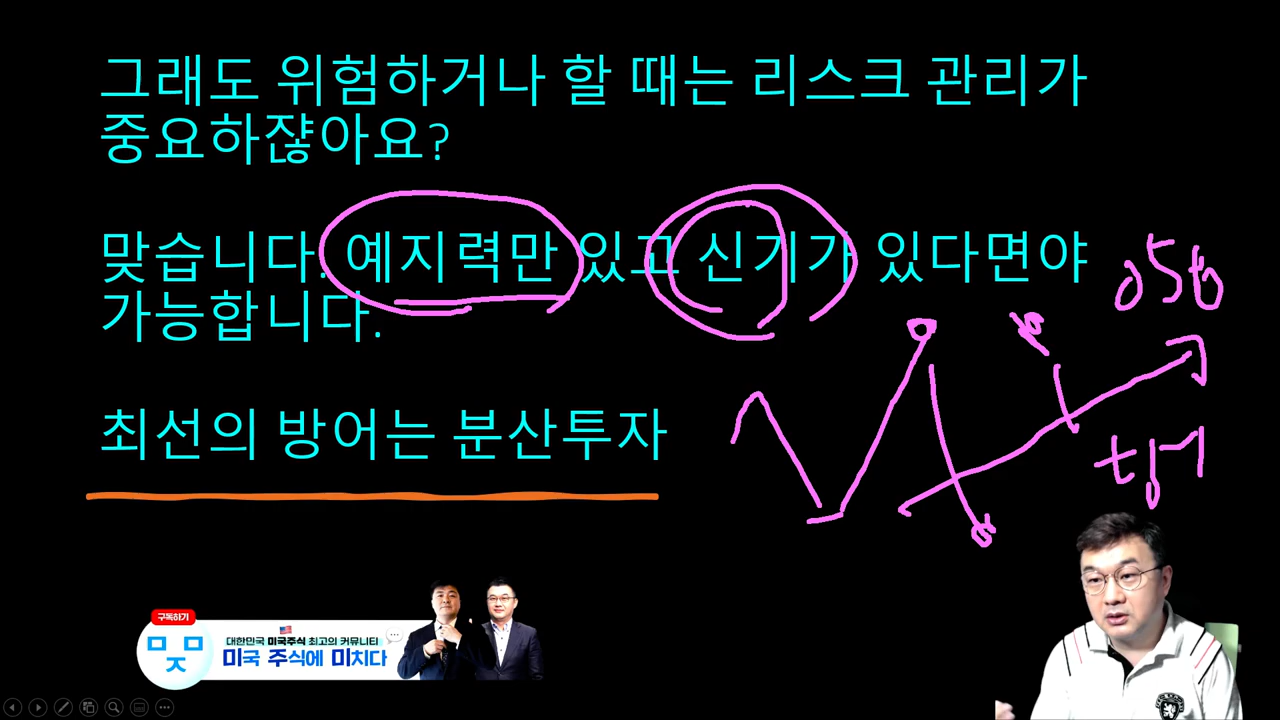 그래도 위험하거나 할 때는 리스크 관리가
중요하쟎아요?
맞습니다. 예지력만 있고 신기가 있다면야
가능합니다.
최선의 방어는 분산투자
구독하기
대한민국 미국주식 최고의 커뮤니티
미국 주식에 미치다